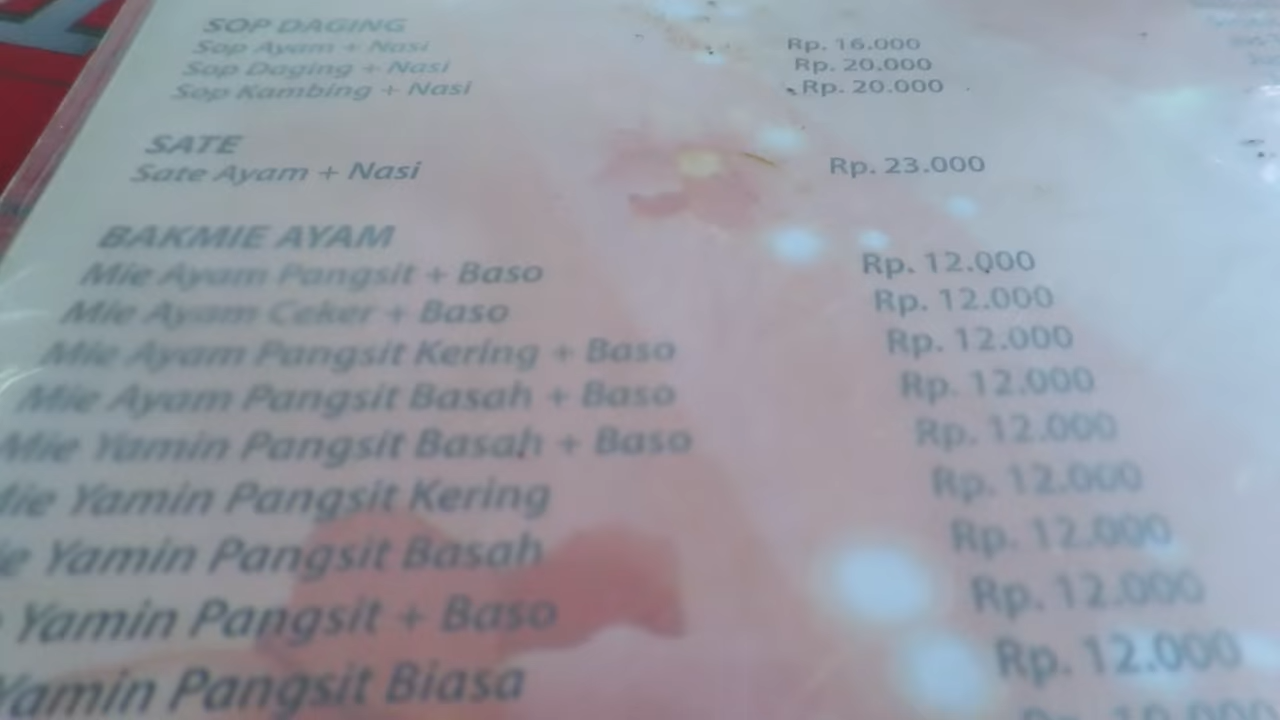 SOP DAGING
Sop Ayam + Nasi Rp. 16.000
Sop Daging + Nasi Rp. 20.000
Sop Kambing + Nasi Rp. 20.000
SATE
Sate Ayam + Nasi Rp. 23.000
BAKMIE AYAM
Mie Ayam Pangsit + Baso Rp. 12.000
Mie Ayam Ceker + Baso Rp. 12.000
Mie Ayam Pangsit Kering + Baso Rp. 12.000
Mie Ayam Pangsit Basah + Baso Rp. 12.000
Mie Yamin Pangsit Basah + Baso Rp. 12.000
Mie Yamin Pangsit Kering Rp. 12.000
Yamin Pangsit Basah Rp. 12.000
Yamin Pangsit + Baso Rp. 12.000
Yamin Pangsit Biasa Rp. 12.000